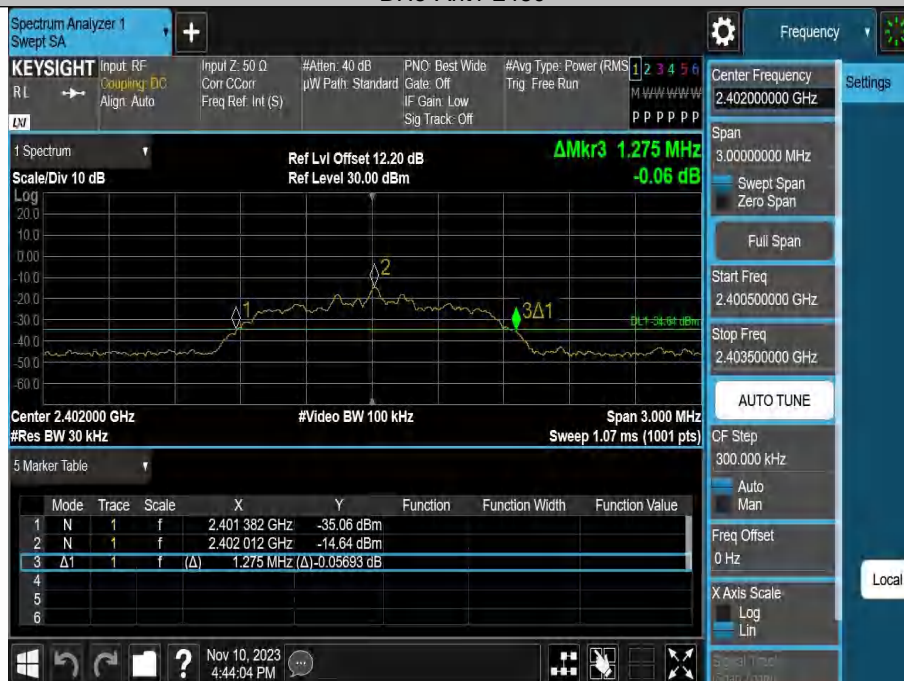 Spectrum Analyzer 1
Swept SA
+
Frequency
KEYSIGHT
RL
LXI
Input: RF
Coupling: DC
Align: Auto
Input Z: 50 Ω
Corr CCorr
Freq Ref: Int (S)
#Atten: 40 dB
µW Path: Standard
PNO: Best Wide
Gate: Off
IF Gain: Low
Sig Track: Off
#Avg Type: Power (RMS
Trig: Free Run
1 2 3 4 5 6
M W W W W W
P P P P P P
Center Frequency
2.402000000 GHz
Settings
1 Spectrum
Scale/Div 10 dB
Ref Lvl Offset 12.20 dB
Ref Level 30.00 dBm
ΔMkr3 1.275 MHz
-0.06 dB
Span
3.00000000 MHz
Swept Span
Zero Span
Full Span
Start Freq
2.400500000 GHz
Stop Freq
2.403500000 GHz
AUTO TUNE
CF Step
300.000 kHz
Auto
Man
Freq Offset
0 Hz
X Axis Scale
Log
Lin
Local
Log
20.0
10.0
0.00
-10.0
-20.0
-30.0
-40.0
-50.0
-60.0
1
2
3Δ1
DL1 -34.64 dBm
Center 2.402000 GHz
#Video BW 100 kHz
Span 3.000 MHz
#Res BW 30 kHz
Sweep 1.07 ms (1001 pts)
5 Marker Table
Mode Trace Scale X Y Function Function Width Function Value
1 N 1 f 2.401 382 GHz -35.06 dBm
2 N 1 f 2.402 012 GHz -14.64 dBm
3 Δ1 1 f (Δ) 1.275 MHz (Δ) -0.05693 dB
4
5
6
?
Nov 10, 2023
4:44:04 PM